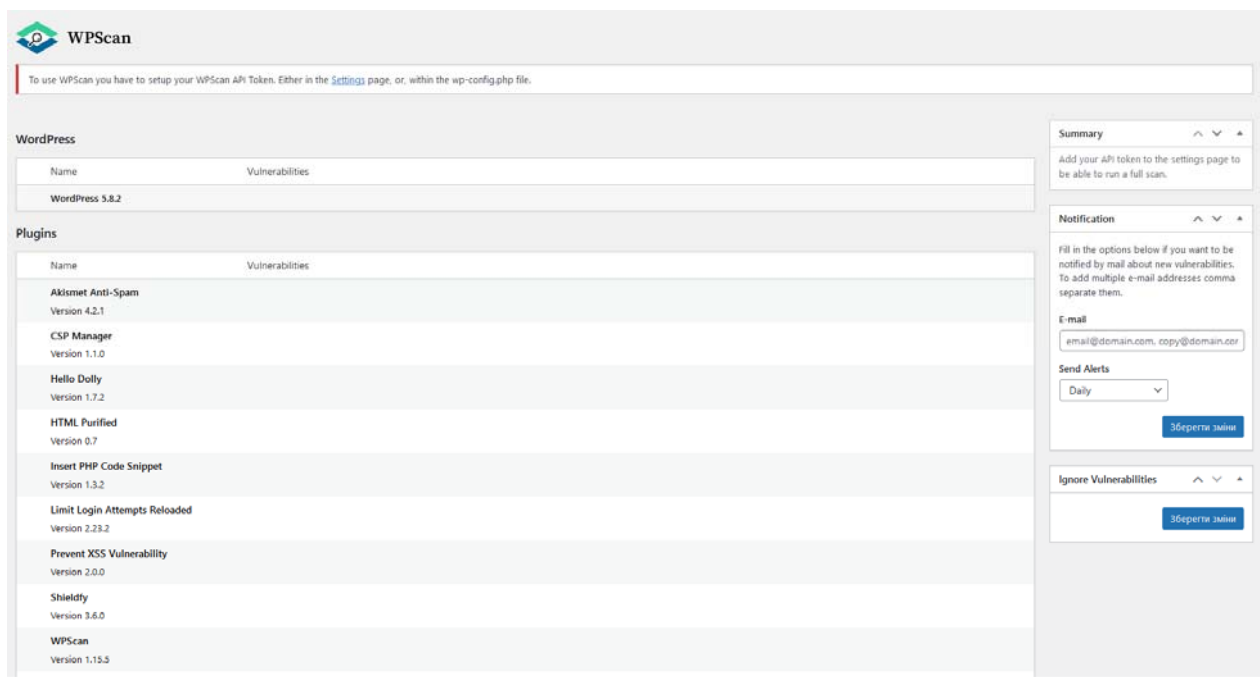 WPScan
To use WPScan you have to setup your WPScan API Token. Either in the Settings page, or, within the wp-config.php file.
WordPress
Name Vulnerabilities
WordPress 5.8.2
Plugins
Name Vulnerabilities
Akismet Anti-Spam
Version 4.2.1
CSP Manager
Version 1.1.0
Hello Dolly
Version 1.7.2
HTML Purified
Version 0.7
Insert PHP Code Snippet
Version 1.3.2
Limit Login Attempts Reloaded
Version 2.23.2
Prevent XSS Vulnerability
Version 2.0.0
Shieldfy
Version 3.6.0
WPScan
Version 1.15.5
Summary
Add your API token to the settings page to
be able to run a full scan.
Notification
Fill in the options below if you want to be
notified by mail about new vulnerabilities.
To add multiple e-mail addresses comma
separate them.
E-mail
email@domain.com, copy@domain.cor
Send Alerts
Daily
Зберегти зміни
Ignore Vulnerabilities
Зберегти зміни